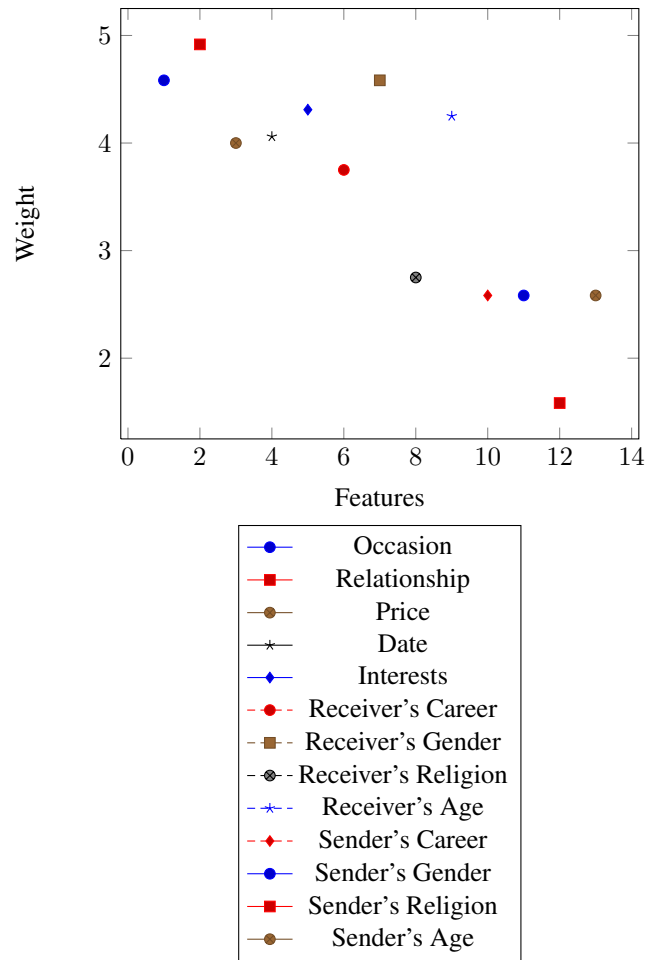 5
4
3
2
Weight
0 2 4 6 8 10 12 14
Features
Occasion
Relationship
Price
Date
Interests
Receiver's Career
Receiver's Gender
Receiver's Religion
Receiver's Age
Sender's Career
Sender's Gender
Sender's Religion
Sender's Age